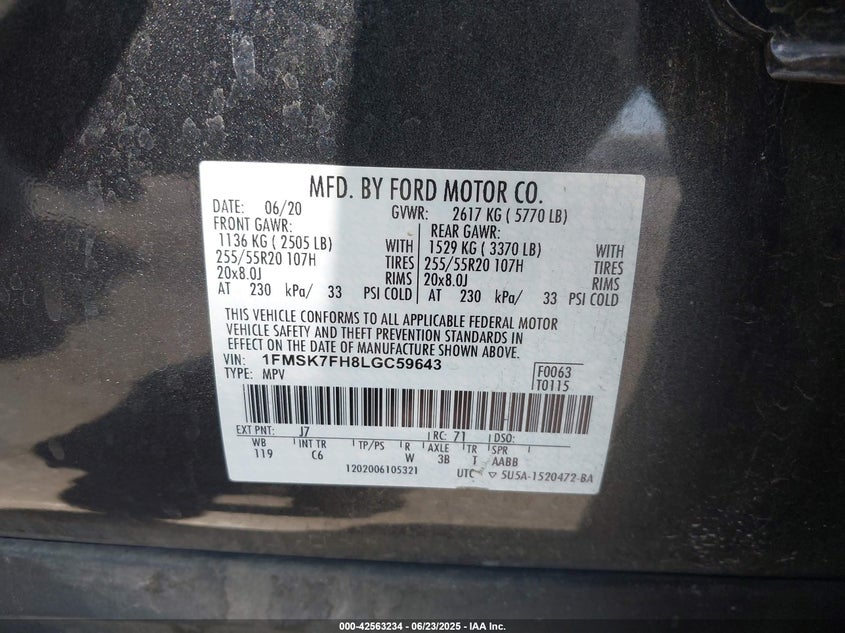 MFD. BY FORD MOTOR CO.
DATE: 06/20 GVWR: 2617 KG ( 5770 LB)
FRONT GAWR: REAR GAWR:
1136 KG ( 2505 LB) WITH 1529 KG ( 3370 LB) WITH
255/55R20 107H TIRES 255/55R20 107H TIRES
20x8.0J RIMS 20x8.0J RIMS
AT 230 kPa/ 33 PSI COLD AT 230 kPa/ 33 PSI COLD
THIS VEHICLE CONFORMS TO ALL APPLICABLE FEDERAL MOTOR
VEHICLE SAFETY AND THEFT PREVENTION STANDARDS IN
EFFECT ON THE DATE OF MANUFACTURE SHOWN ABOVE.
VIN: 1FMSK7FH8LGC59643 F0063
TYPE: MPV T0115
EXT PNT: J7 RC: 71 DSO:
WB INT TR TP/PS R AXLE TR SPR
119 C6 W 3B T AABB
1202006105321 UTC ▽ 5U5A-1520472-BA
000-42563234 - 06/23/2025 - IAA Inc.